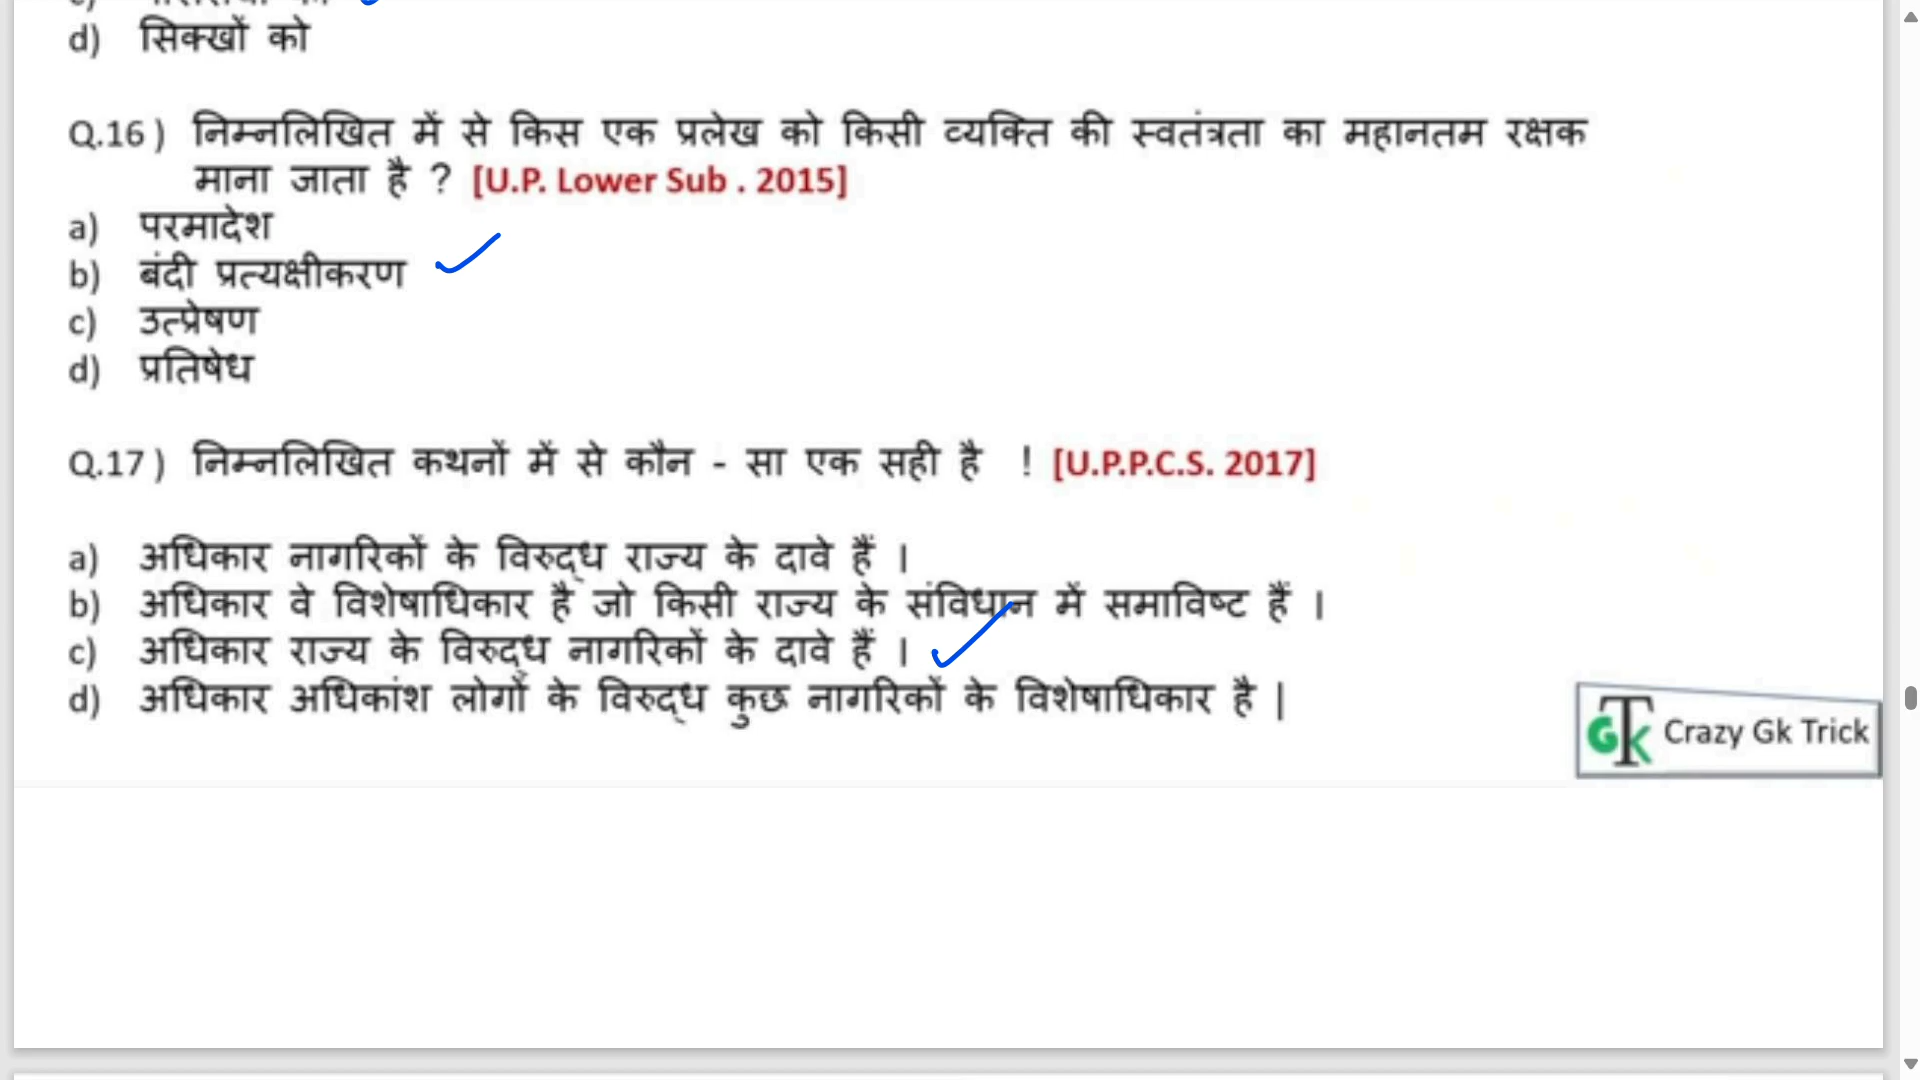 d) सिक्खों को
Q.16 ) निम्नलिखित में से किस एक प्रलेख को किसी व्यक्ति की स्वतंत्रता का महानतम रक्षक
माना जाता है ? [U.P. Lower Sub . 2015]
a) परमादेश
b) बंदी प्रत्यक्षीकरण
c) उत्प्रेषण
d) प्रतिषेध
Q.17 ) निम्नलिखित कथनों में से कौन - सा एक सही है ! [U.P.P.C.S. 2017]
a) अधिकार नागरिकों के विरुद्ध राज्य के दावे हैं ।
b) अधिकार वे विशेषाधिकार है जो किसी राज्य के संविधान में समाविष्ट हैं ।
c) अधिकार राज्य के विरुद्ध नागरिकों के दावे हैं ।
d) अधिकार अधिकांश लोगों के विरुद्ध कुछ नागरिकों के विशेषाधिकार है |
GTK Crazy Gk Trick